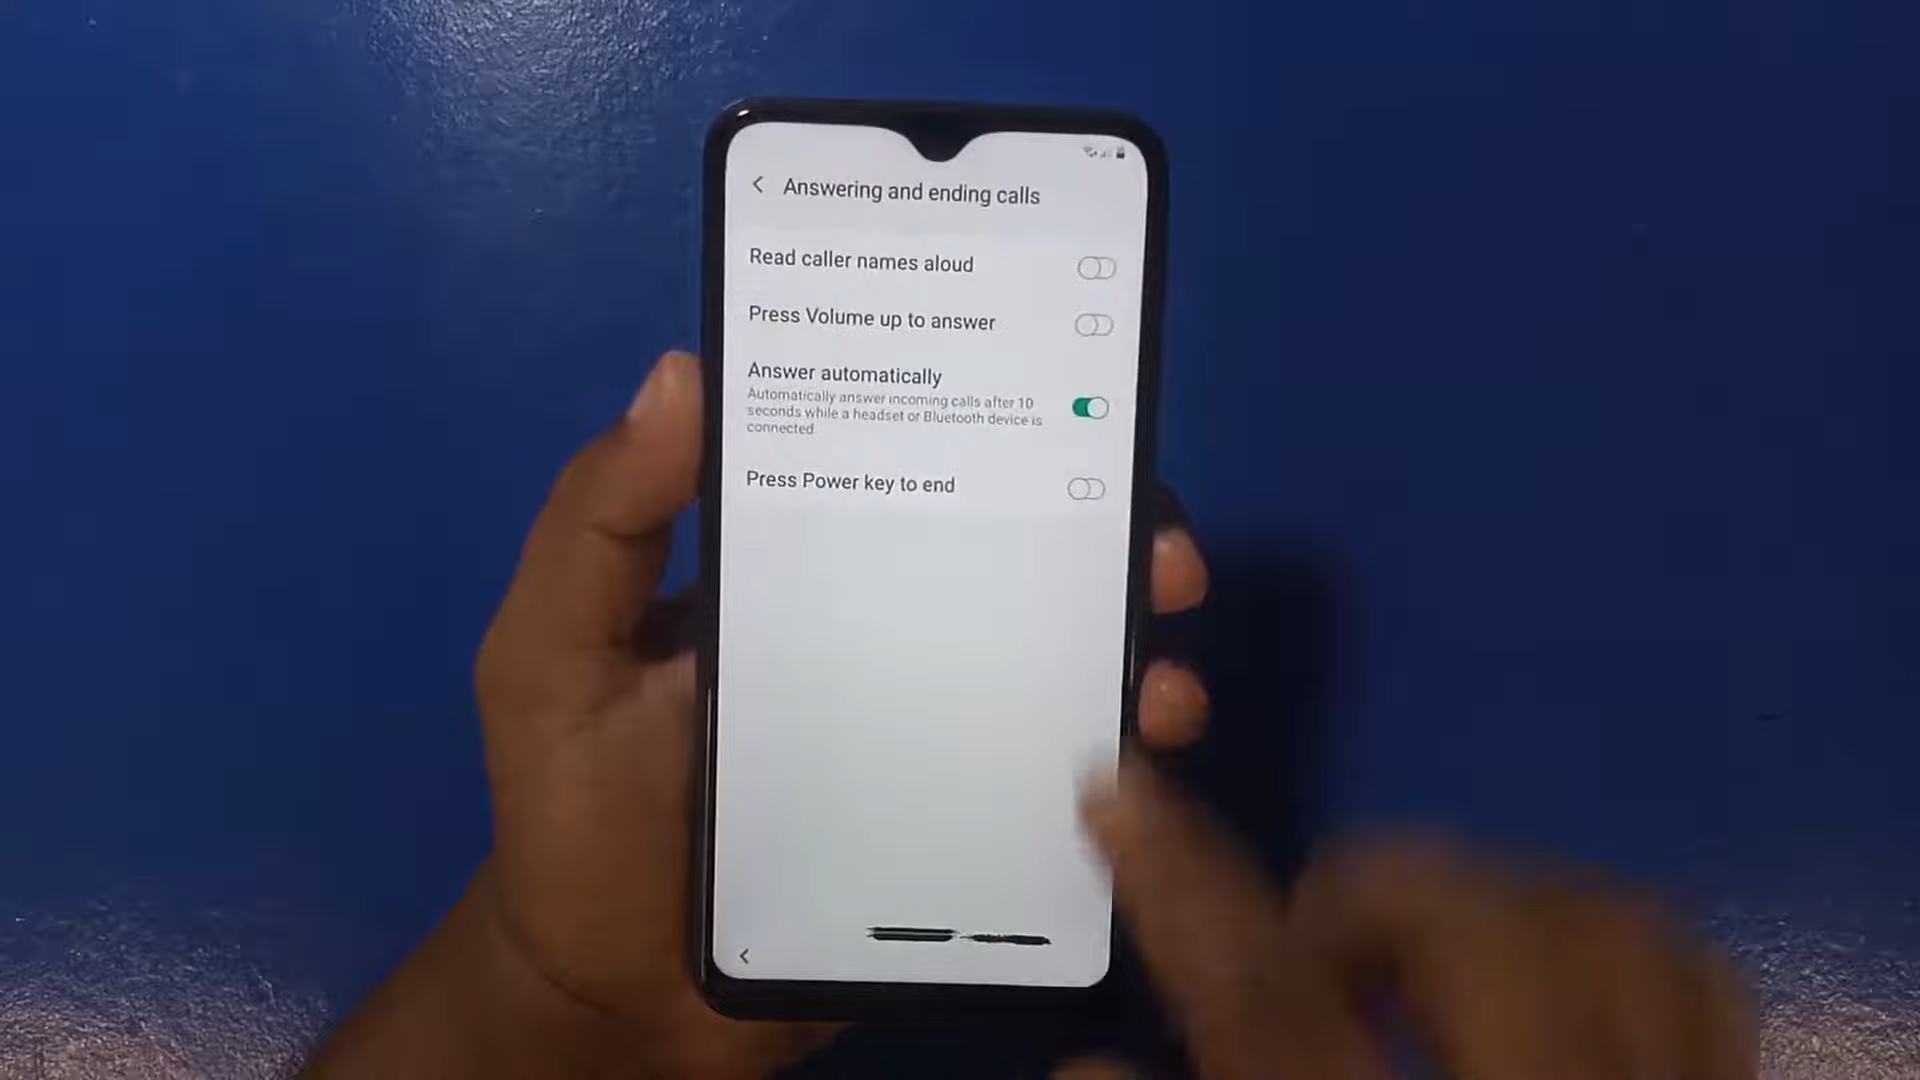 Answering and ending calls
Read caller names aloud
Press Volume up to answer
Answer automatically
Automatically answer incoming calls after 10
seconds while a headset or Bluetooth device is
connected.
Press Power key to end